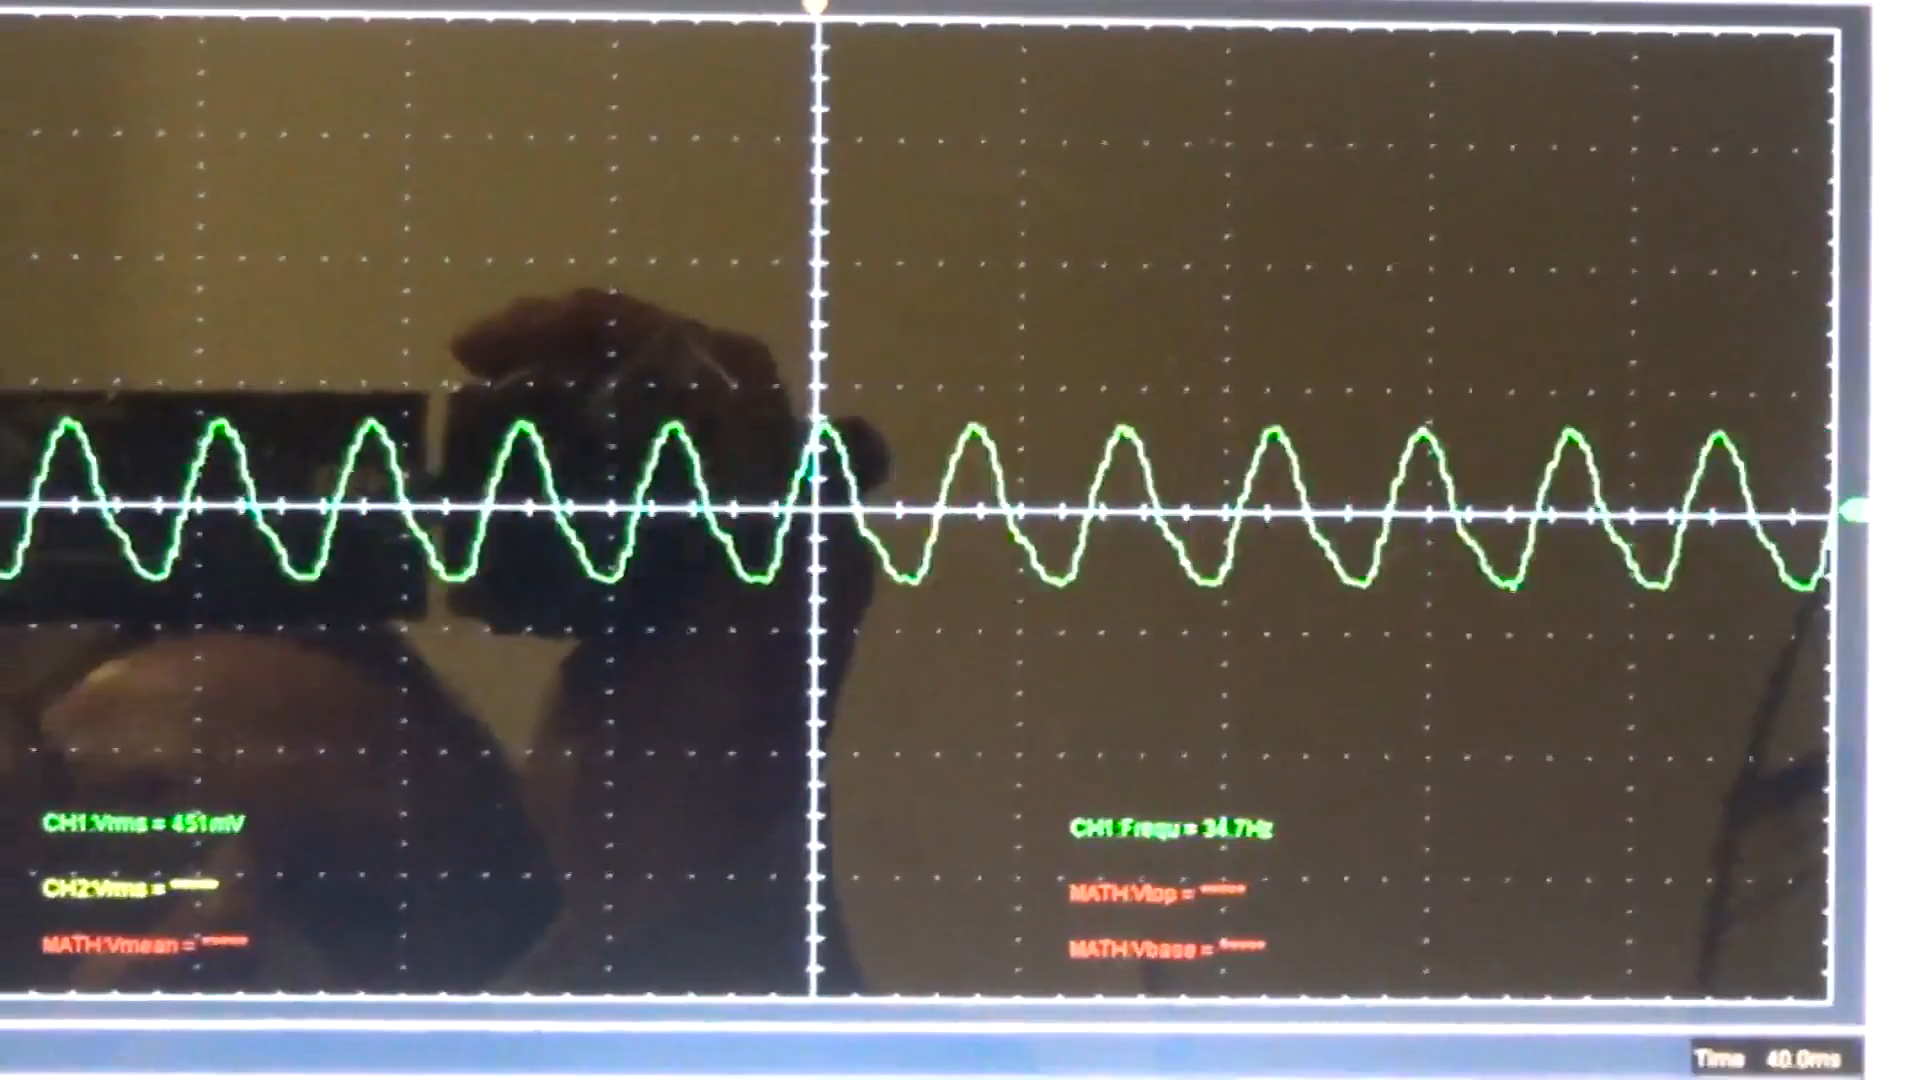 CH1:Vrms = 451mV
CH1:Frequ = 34.7Hz
CH2:Vrms = *****
MATH:Vtop = *****
MATH:Vmean = *****
MATH:Vbase = *****
Time 40.0ms